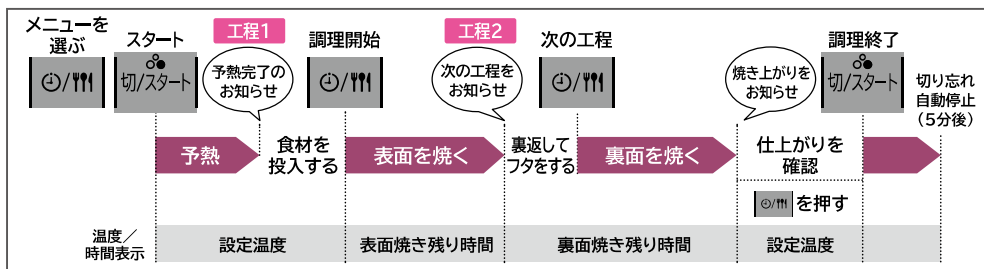 メニューを
選ぶ
スタート
工程1
調理開始
工程2
次の工程
調理終了
切/スタート
予熱完了の
お知らせ
次の工程を
お知らせ
焼き上がりを
お知らせ
切/スタート
切り忘れ
自動停止
(5分後)
予熱
食材を
投入する
表面を焼く
裏返して
フタをする
裏面を焼く
仕上がりを
確認
を押す
温度/
時間表示
設定温度
表面焼き残り時間
裏面焼き残り時間
設定温度